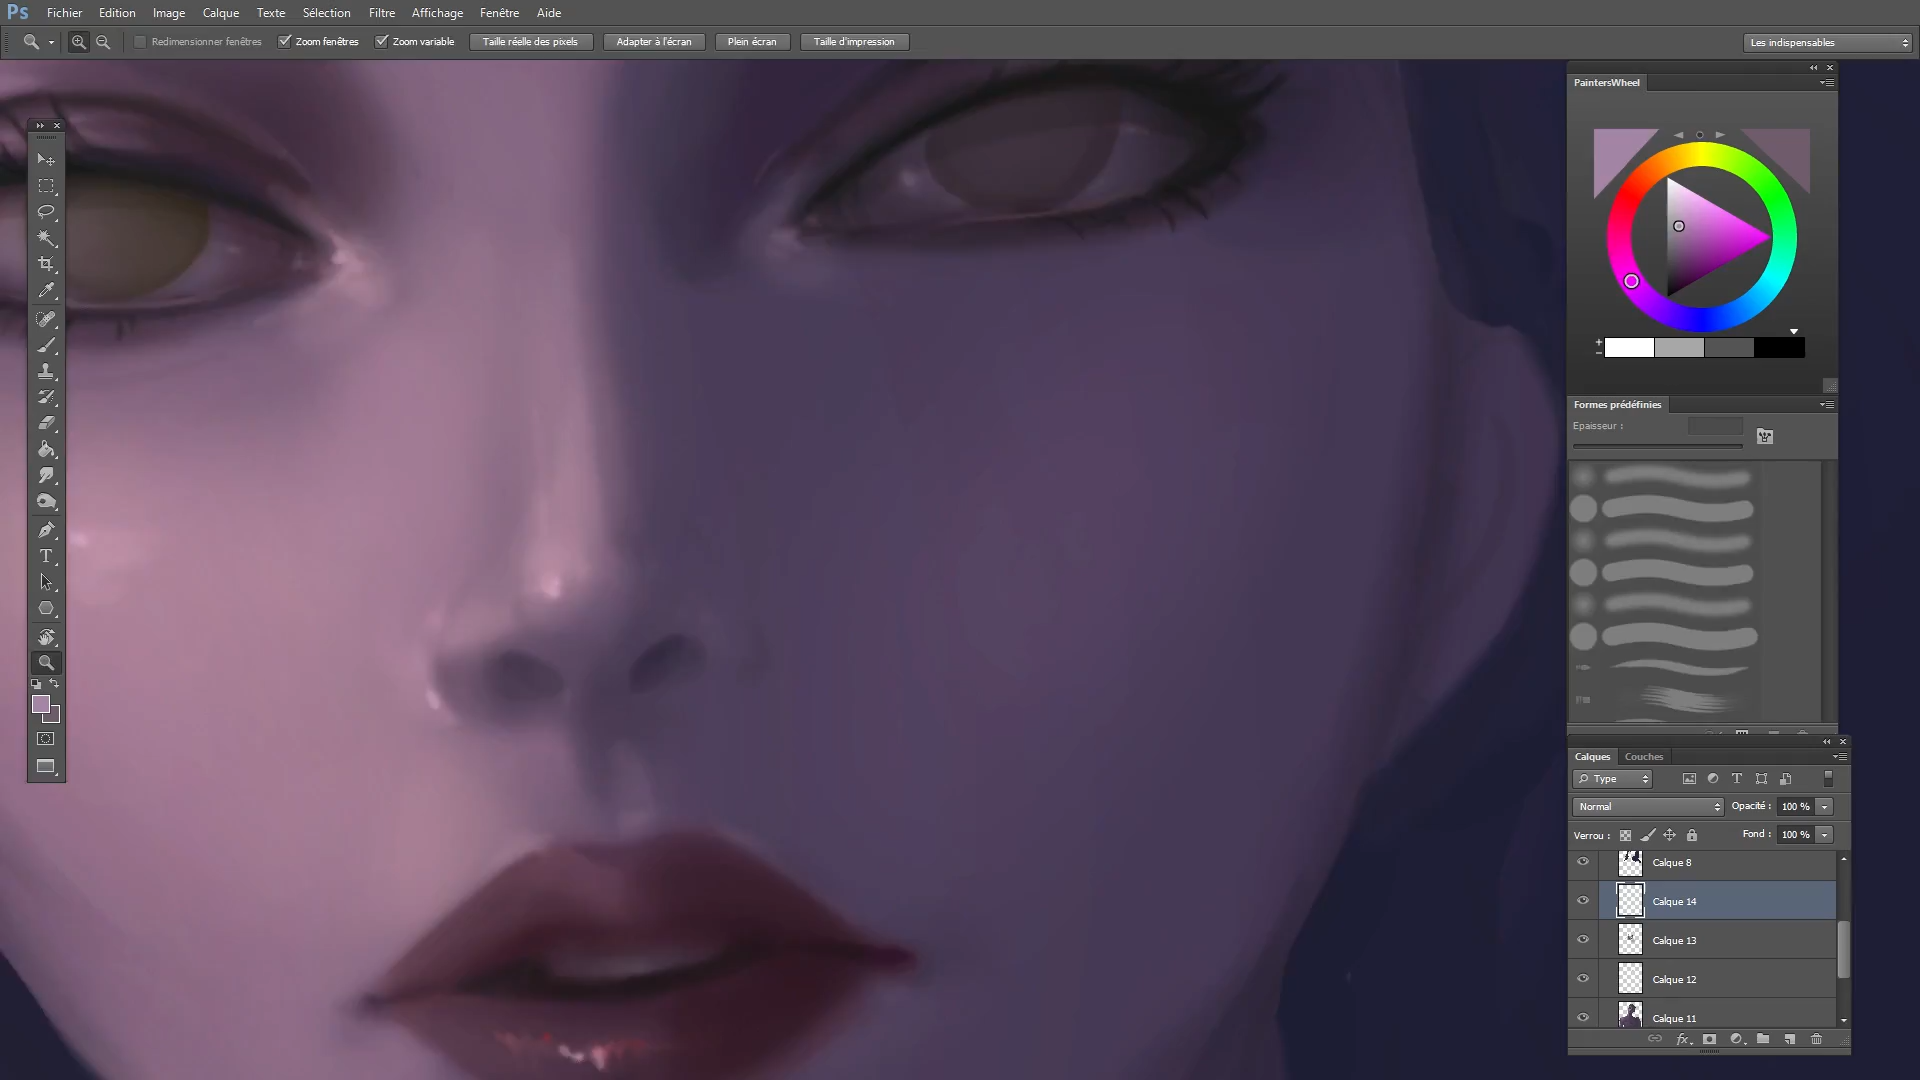 Ps Fichier Edition Image Calque Texte Sélection Filtre Affichage Fenêtre Aide
Redimensionner fenêtres Zoom fenêtres Zoom variable Taille réelle des pixels Adapter à l'écran Plein écran Taille d'impression Les indispensables
PaintersWheel
Formes prédéfinies
Epaisseur :
Calques Couches
Type
Normal Opacité : 100 %
Verrou : Fond : 100 %
Calque 8
Calque 14
Calque 13
Calque 12
Calque 11